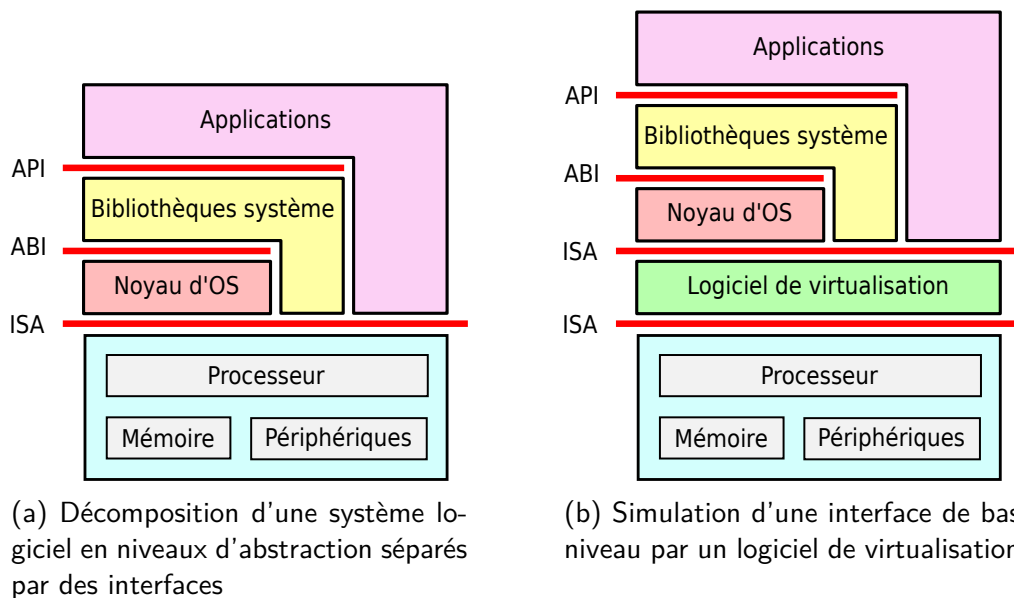 Applications
API
Bibliothèques système
ABI
Noyau d'OS
ISA
Processeur
Mémoire
Périphériques
(a) Décomposition d'une système lo-
giciel en niveaux d'abstraction séparés
par des interfaces
Applications
API
Bibliothèques système
ABI
Noyau d'OS
ISA
Logiciel de virtualisation
ISA
Processeur
Mémoire
Périphériques
(b) Simulation d'une interface de bas
niveau par un logiciel de virtualisation